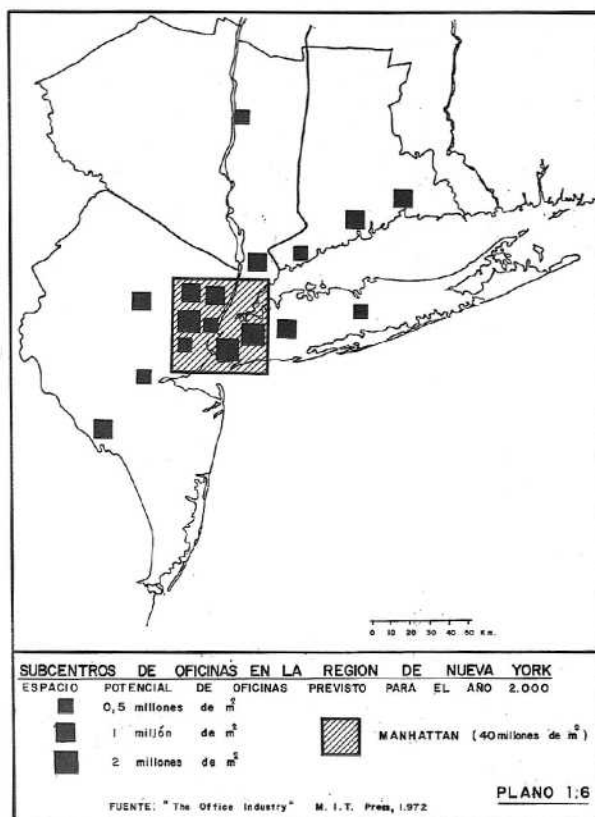 0 10 20 30 40 50 Km.
SUBCENTROS DE OFICINAS EN LA REGION DE NUEVA YORK
ESPACIO POTENCIAL DE OFICINAS PREVISTO PARA EL AÑO 2.000
0,5 millones de m²
1 millón de m²
2 millones de m²
MANHATTAN (40 millones de m²)
PLANO 1:6
FUENTE: "The Office Industry" M. I. T. Press, 1.972